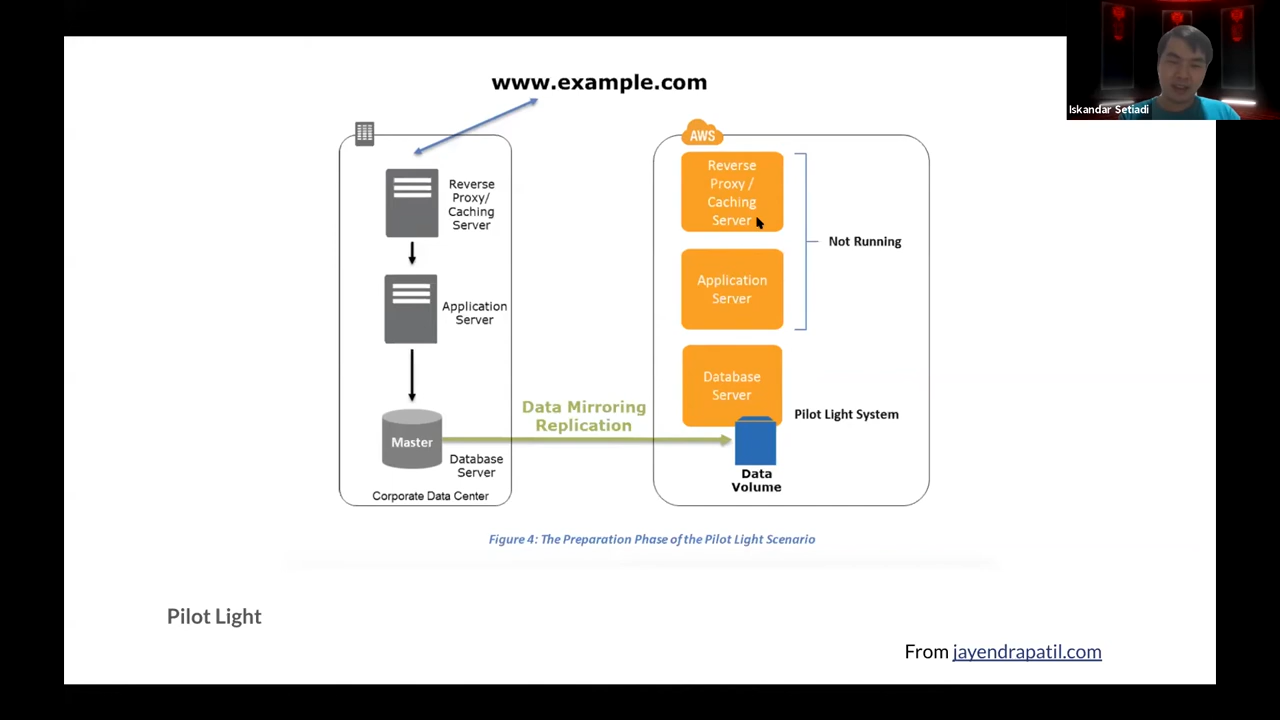 www.example.com
Iskandar Setiadi
Reverse
Proxy/
Caching
Server
Application
Server
Master
Database
Server
Corporate Data Center
Data Mirroring
Replication
AWS
Reverse
Proxy /
Caching
Server
Not Running
Application
Server
Database
Server
Pilot Light System
Data
Volume
Figure 4: The Preparation Phase of the Pilot Light Scenario
Pilot Light
From jayendrapatil.com